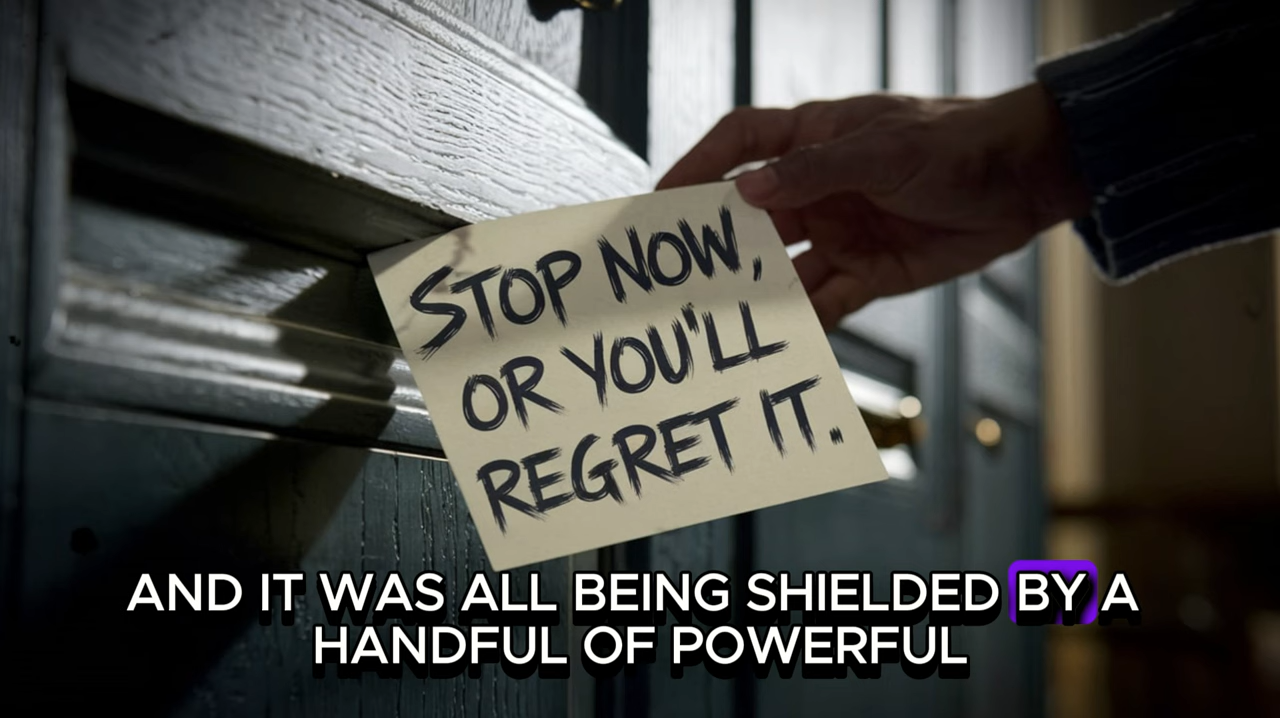 STOP NOW,
OR YOU'LL
REGRET IT.
AND IT WAS ALL BEING SHIELDED BY A
HANDFUL OF POWERFUL